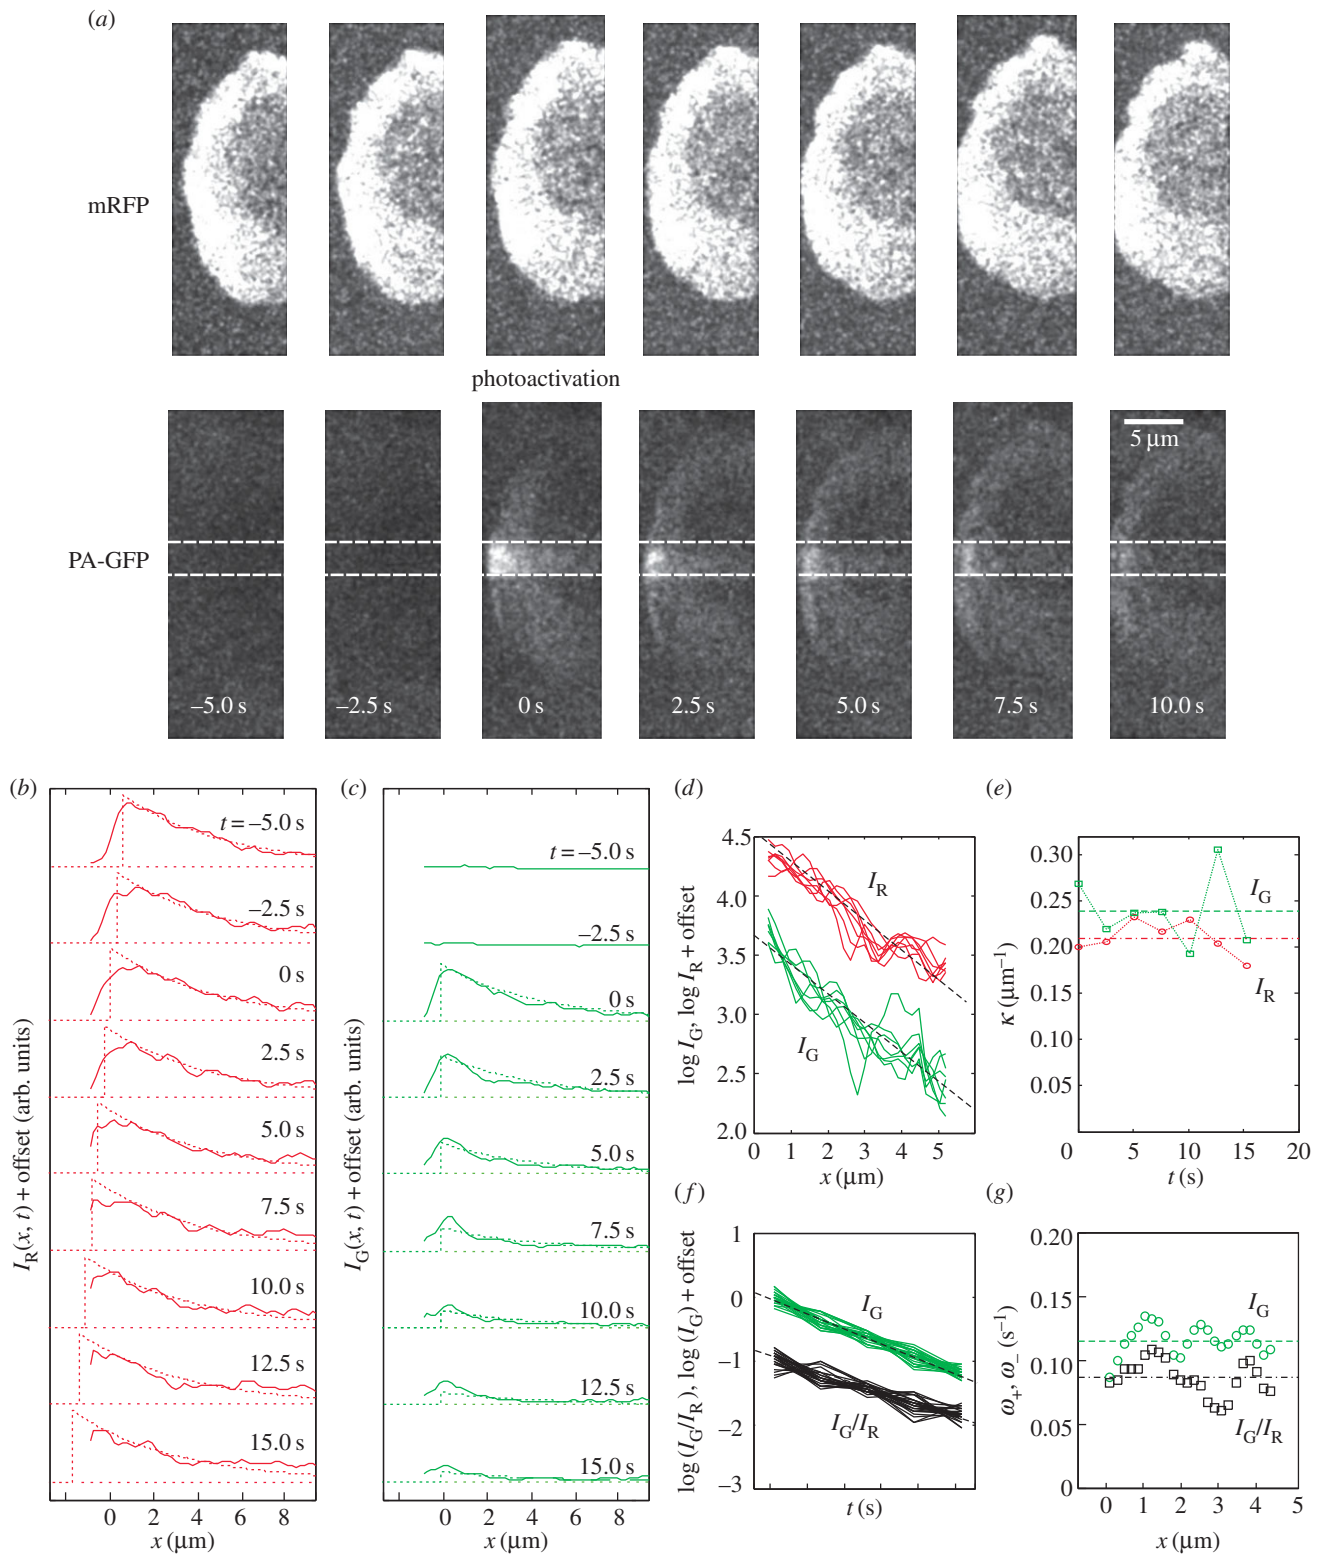 (a)
mRFP
photoactivation
5 μm
PA-GFP
–5.0 s
–2.5 s
0 s
2.5 s
5.0 s
7.5 s
10.0 s
(b)
I_R(x, t) + offset (arb. units)
t = –5.0 s
–2.5 s
0 s
2.5 s
5.0 s
7.5 s
10.0 s
12.5 s
15.0 s
0 2 4 6 8
x (μm)
(c)
I_G(x, t) + offset (arb. units)
t = –5.0 s
–2.5 s
0 s
2.5 s
5.0 s
7.5 s
10.0 s
12.5 s
15.0 s
0 2 4 6 8
x (μm)
(d)
log I_G, log I_R + offset
4.5
4.0
3.5
3.0
2.5
2.0
I_R
I_G
0 1 2 3 4 5
x (μm)
(e)
κ (μm⁻¹)
0.30
0.25
0.20
0.15
0.10
0.05
I_G
I_R
0 5 10 15 20
t (s)
(f)
log (I_G/I_R), log (I_G) + offset
1
0
–1
–2
–3
I_G
I_G/I_R
t (s)
(g)
ω₊, ω₋ (s⁻¹)
0.20
0.15
0.10
0.05
0
I_G
I_G/I_R
0 1 2 3 4 5
x (μm)